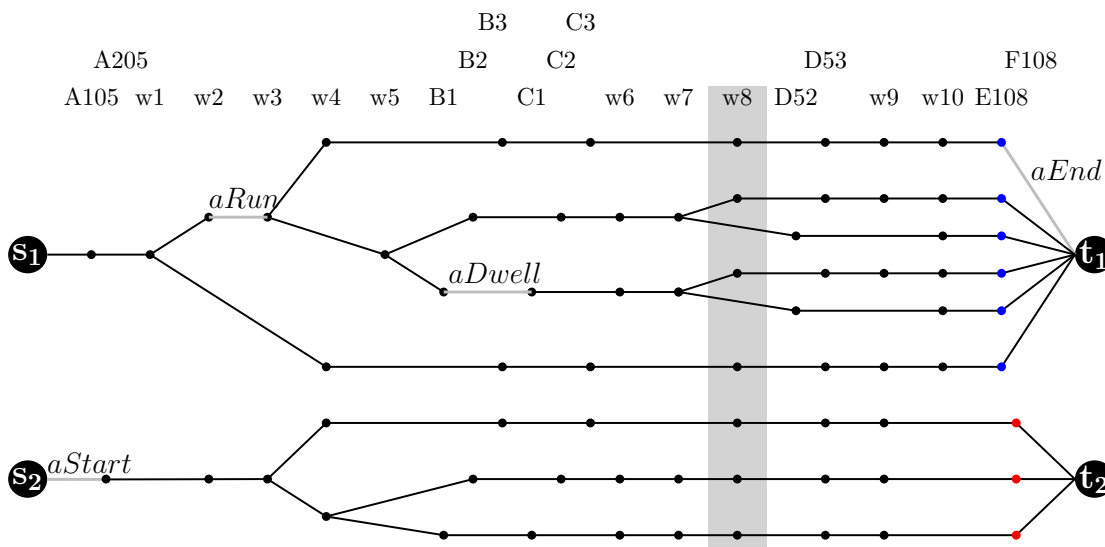 B3 C3
A205 B2 C2 D53 F108
A105 w1 w2 w3 w4 w5 B1 C1 w6 w7 w8 D52 w9 w10 E108
aEnd
aRun
s1 t1
aDwell
aStart
s2 t2